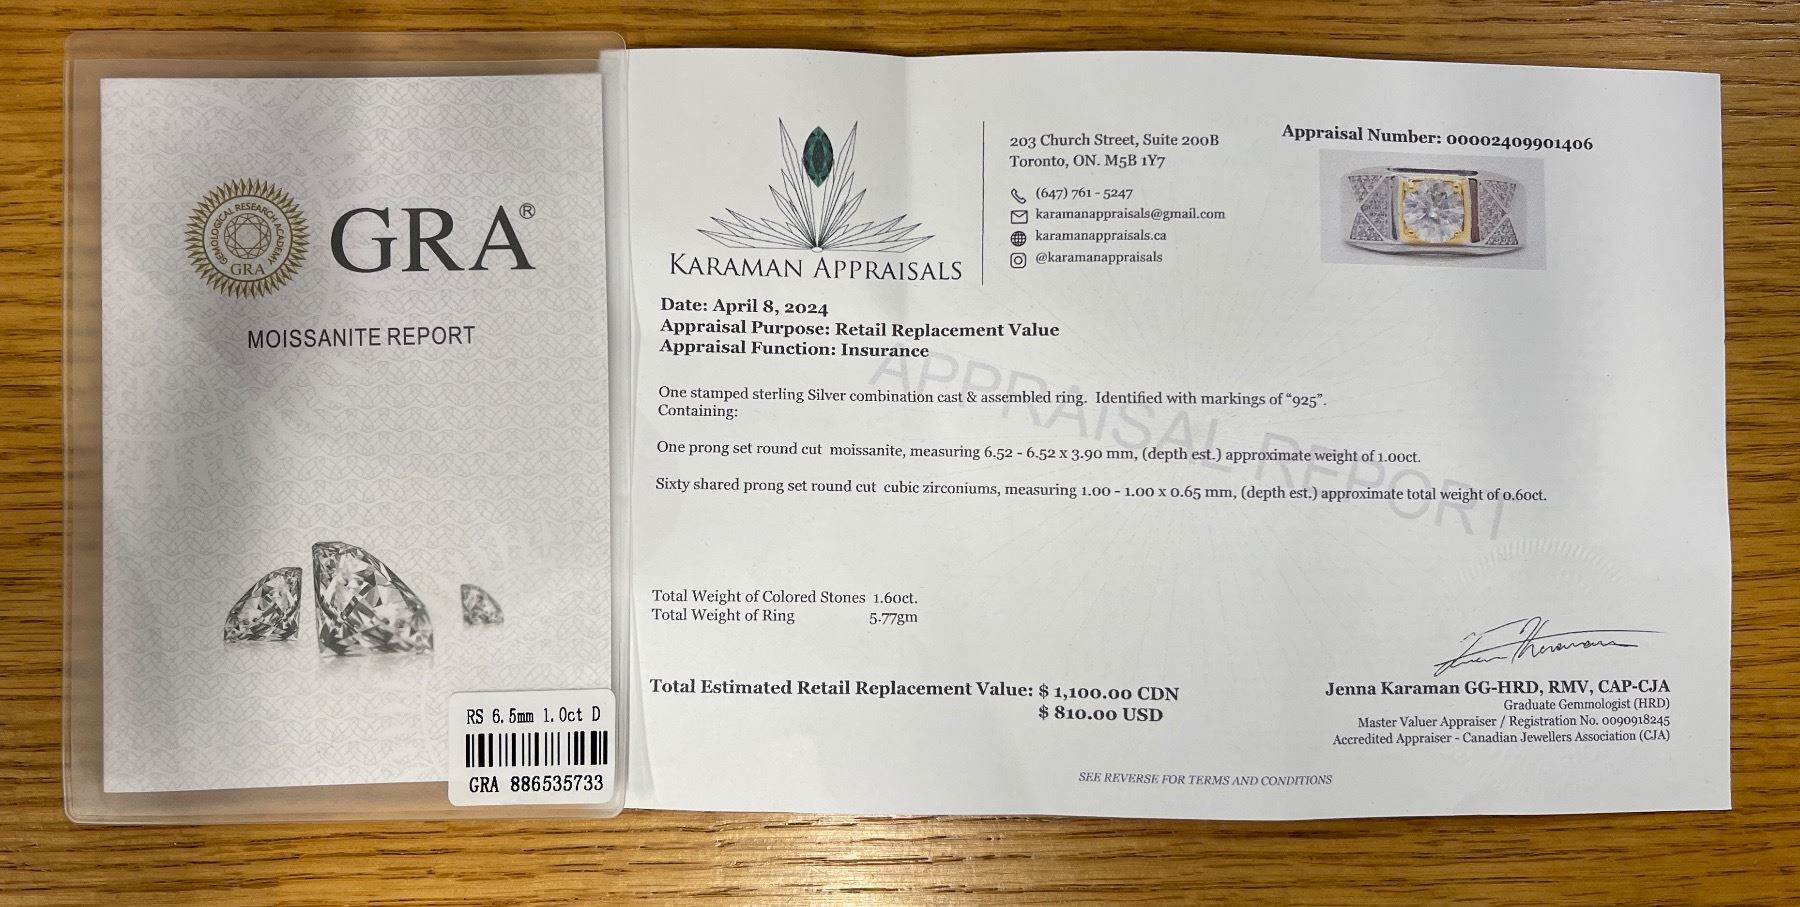 GEMOLOGICAL RESEARCH ACADEMY
GRA
GRA®
MOISSANITE REPORT
RS 6.5mm 1.0ct D
GRA 886535733
KARAMAN APPRAISALS
203 Church Street, Suite 200B
Toronto, ON. M5B 1Y7
(647) 761 - 5247
karamanappraisals@gmail.com
karamanappraisals.ca
@karamanappraisals
Appraisal Number: 00002409901406
Date: April 8, 2024
Appraisal Purpose: Retail Replacement Value
Appraisal Function: Insurance
APPRAISAL REPORT
One stamped sterling Silver combination cast & assembled ring. Identified with markings of “925”.
Containing:
One prong set round cut moissanite, measuring 6.52 - 6.52 x 3.90 mm, (depth est.) approximate weight of 1.00ct.
Sixty shared prong set round cut cubic zirconiums, measuring 1.00 - 1.00 x 0.65 mm, (depth est.) approximate total weight of 0.60ct.
Total Weight of Colored Stones 1.60ct.
Total Weight of Ring 5.77gm
Total Estimated Retail Replacement Value: $ 1,100.00 CDN
$ 810.00 USD
Jenna Karaman GG-HRD, RMV, CAP-CJA
Graduate Gemmologist (HRD)
Master Valuer Appraiser / Registration No. 0090918245
Accredited Appraiser - Canadian Jewellers Association (CJA)
SEE REVERSE FOR TERMS AND CONDITIONS